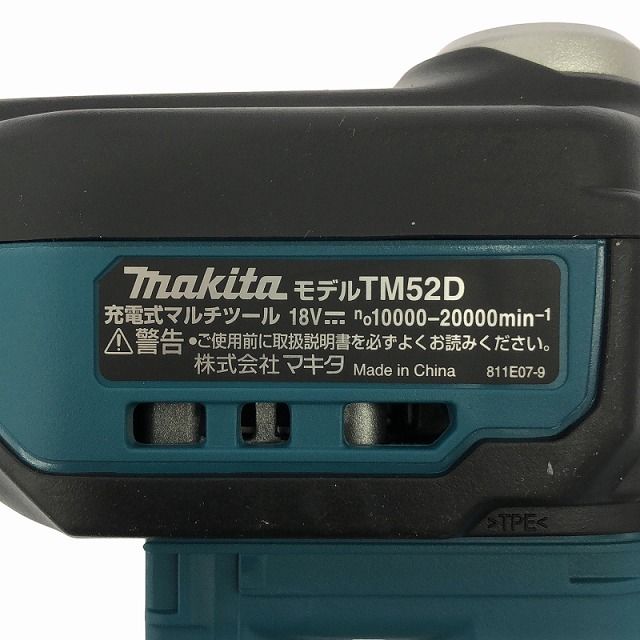 makita モデルTM52D
充電式マルチツール 18V⎓ n₀10000-20000min⁻¹
⚠警告 •ご使用前に取扱説明書を必ずよくお読みください。
株式会社 マキタ Made in China 811E07-9
>TPE<